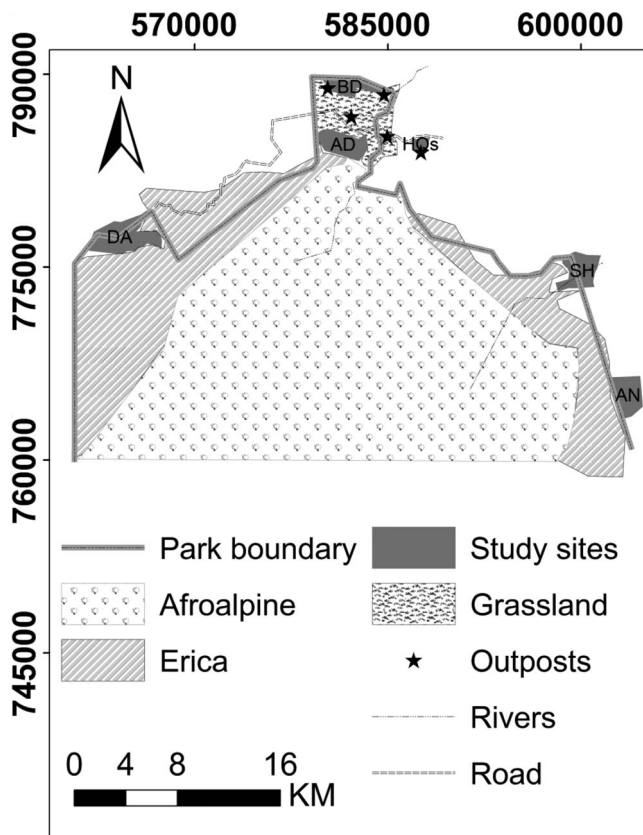 570000 585000 600000
790000
775000
760000
745000
N
BD
AD
HQs
DA
SH
AN
Park boundary
Study sites
Afroalpine
Grassland
Erica
Outposts
Rivers
Road
0 4 8 16
KM